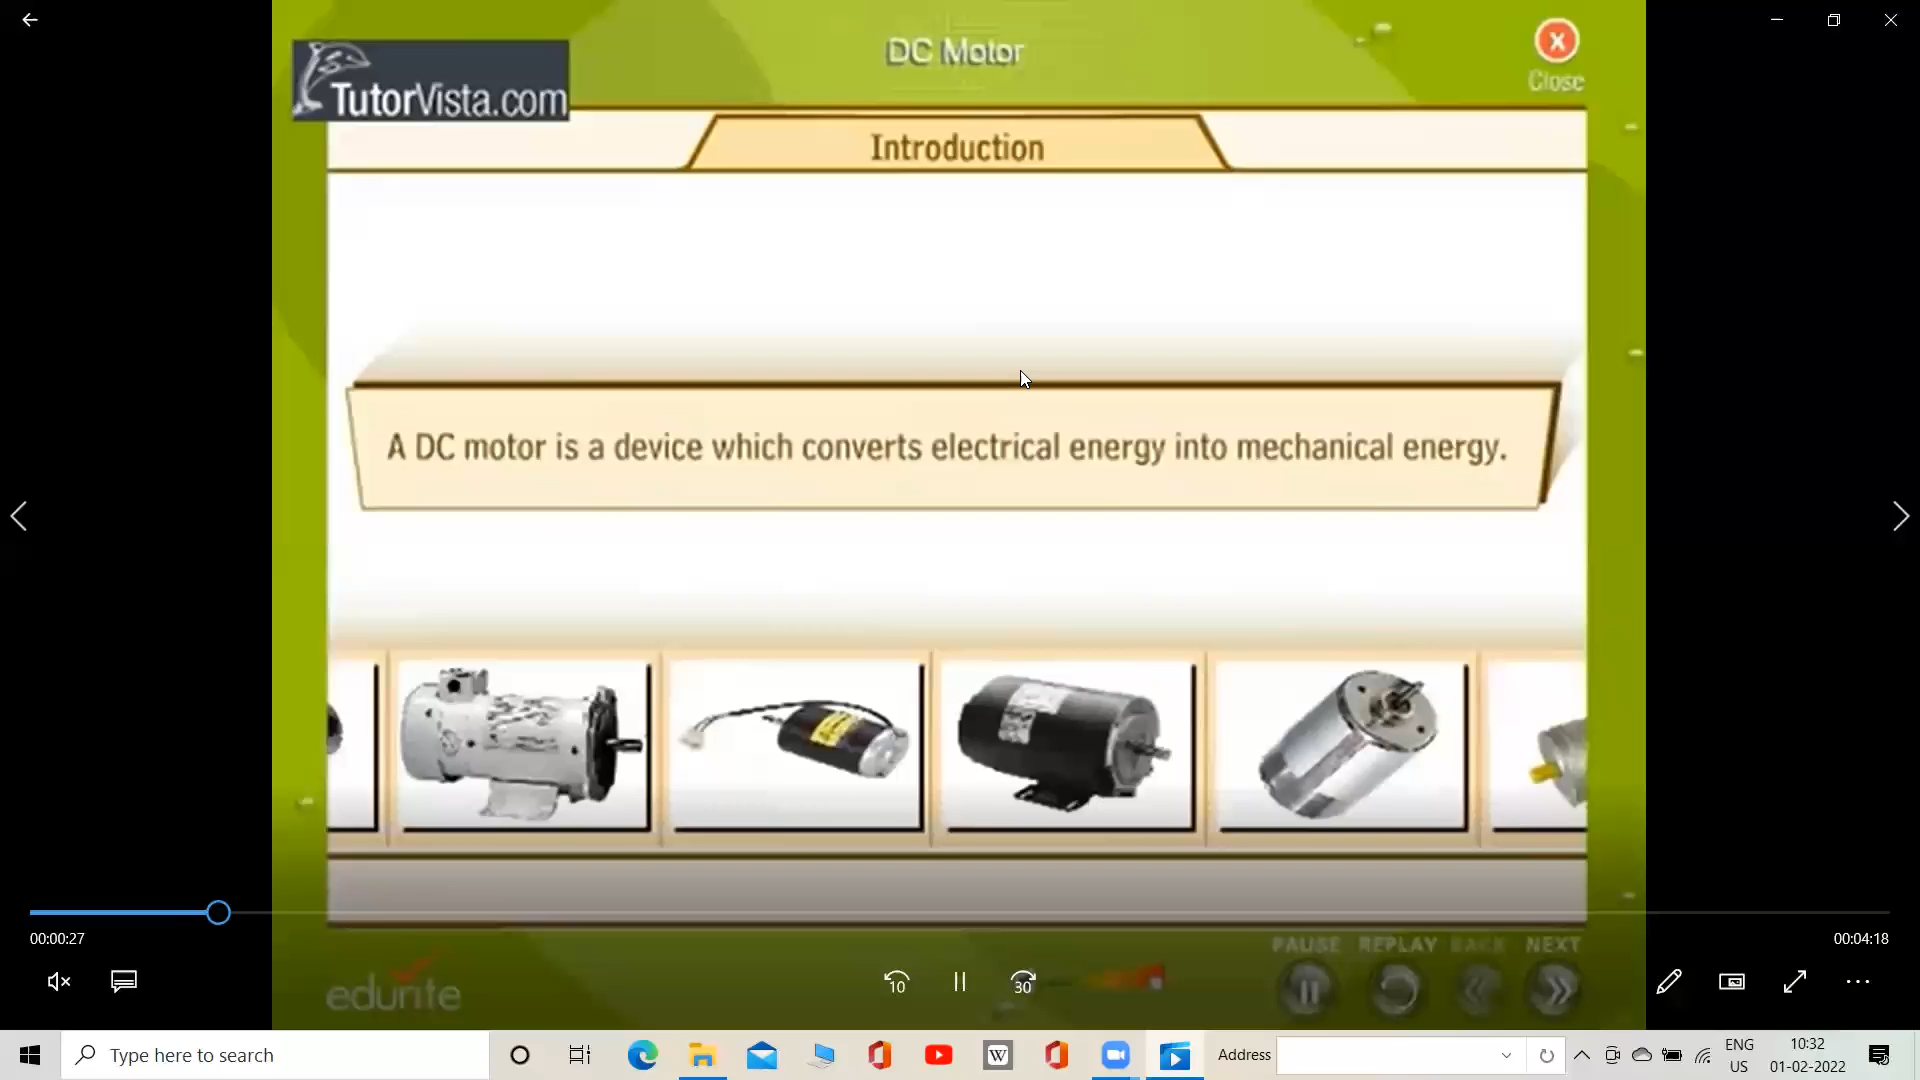 DC Motor
Close
TutorVista.com
Introduction
A DC motor is a device which converts electrical energy into mechanical energy.
00:00:27
00:04:18
PAUSE REPLAY BACK NEXT
edurite
10
30
Type here to search
W
Address
ENG
US
10:32
01-02-2022